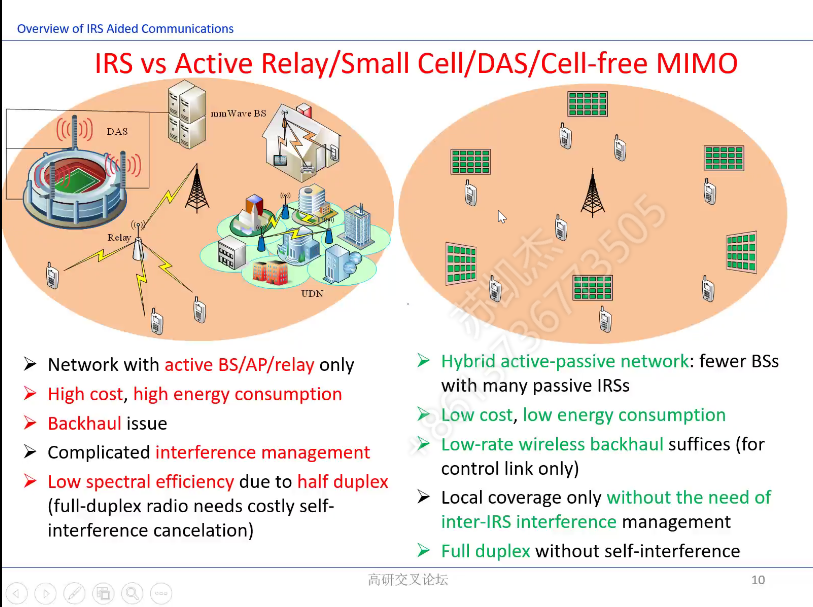 Overview of IRS Aided Communications
IRS vs Active Relay/Small Cell/DAS/Cell-free MIMO
DAS
mmWave BS
Relay
UDN
Network with active BS/AP/relay only
High cost, high energy consumption
Backhaul issue
Complicated interference management
Low spectral efficiency due to half duplex
(full-duplex radio needs costly self-
interference cancelation)
Hybrid active-passive network: fewer BSs
with many passive IRSs
Low cost, low energy consumption
Low-rate wireless backhaul suffices (for
control link only)
Local coverage only without the need of
inter-IRS interference management
Full duplex without self-interference
高研交叉论坛
10